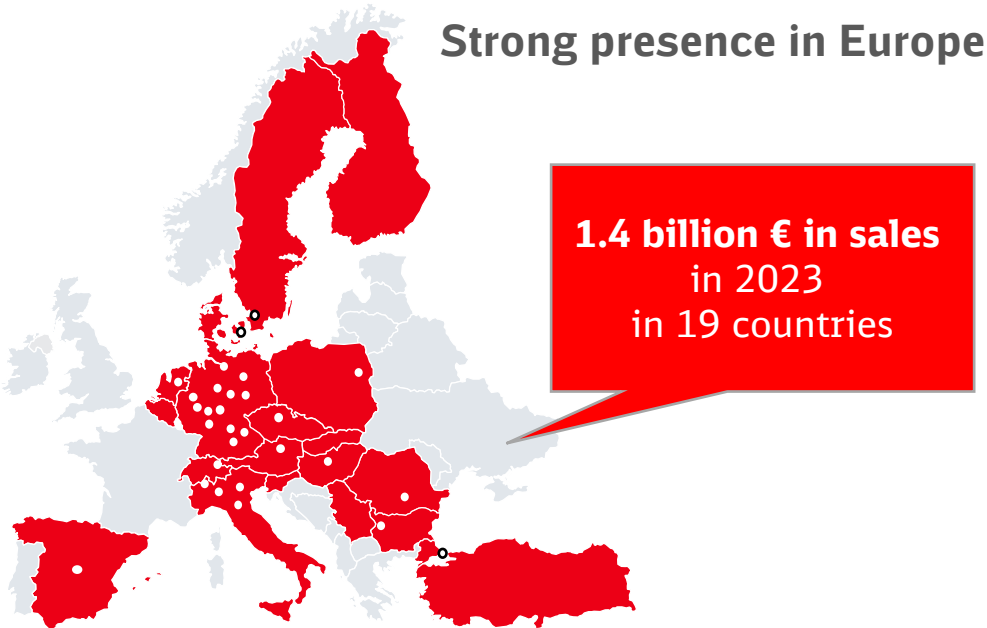 Strong presence in Europe
1.4 billion € in sales
in 2023
in 19 countries